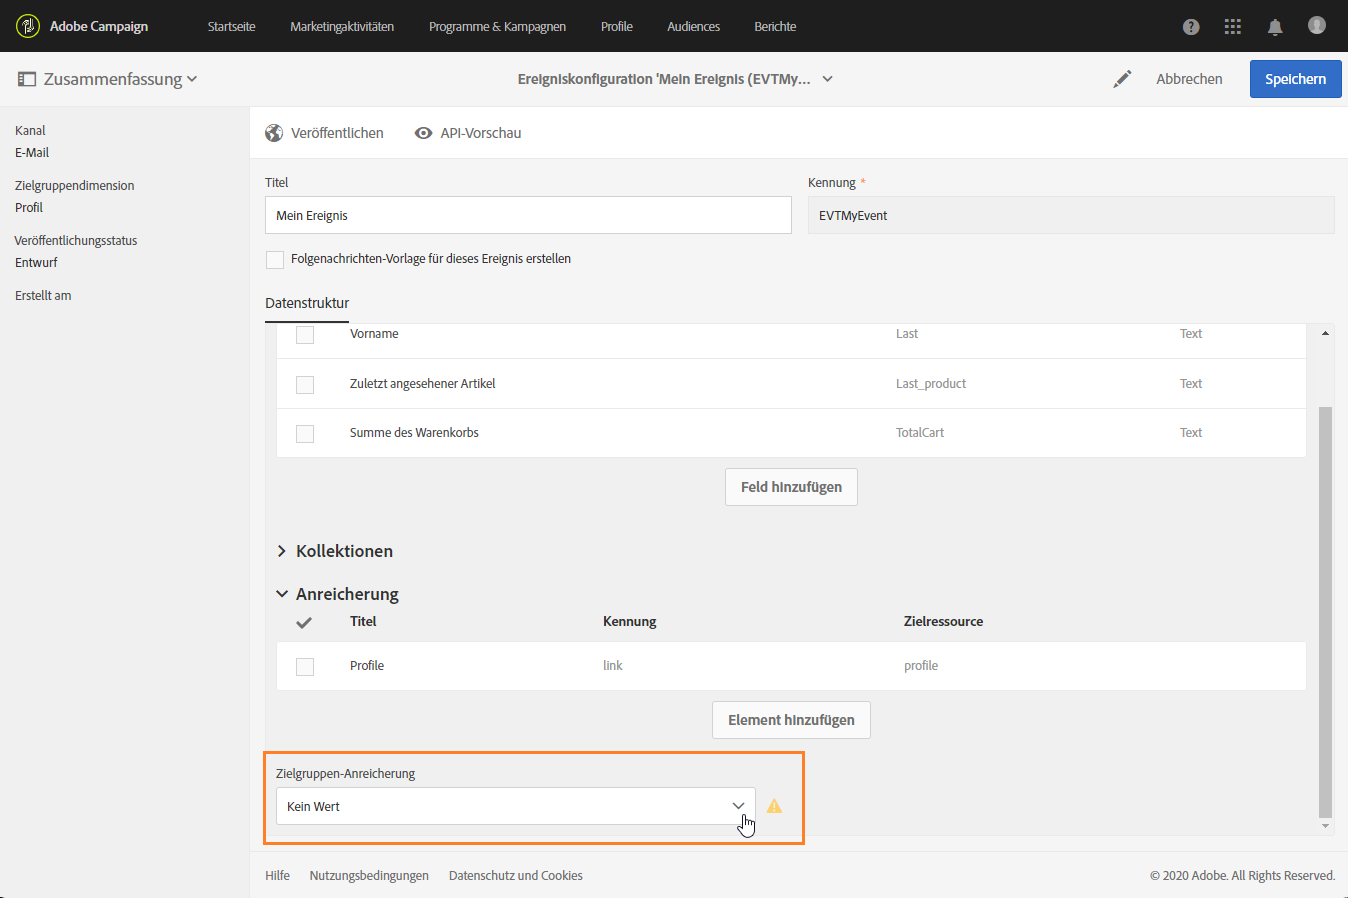 Adobe Campaign Startseite Marketingaktivitäten Programme & Kampagnen Profile Audiences Berichte
Zusammenfassung Ereigniskonfiguration 'Mein Ereignis (EVTMy... Abbrechen Speichern
Kanal
E-Mail
Zielgruppendimension
Profil
Veröffentlichungsstatus
Entwurf
Erstellt am
Veröffentlichen API-Vorschau
Titel Kennung *
Mein Ereignis EVTMyEvent
Folgenachrichten-Vorlage für dieses Ereignis erstellen
Datenstruktur
Vorname Last Text
Zuletzt angesehener Artikel Last_product Text
Summe des Warenkorbs TotalCart Text
Feld hinzufügen
Kollektionen
Anreicherung
Titel Kennung Zielressource
Profile link profile
Element hinzufügen
Zielgruppen-Anreicherung
Kein Wert
Hilfe Nutzungsbedingungen Datenschutz und Cookies © 2020 Adobe. All Rights Reserved.